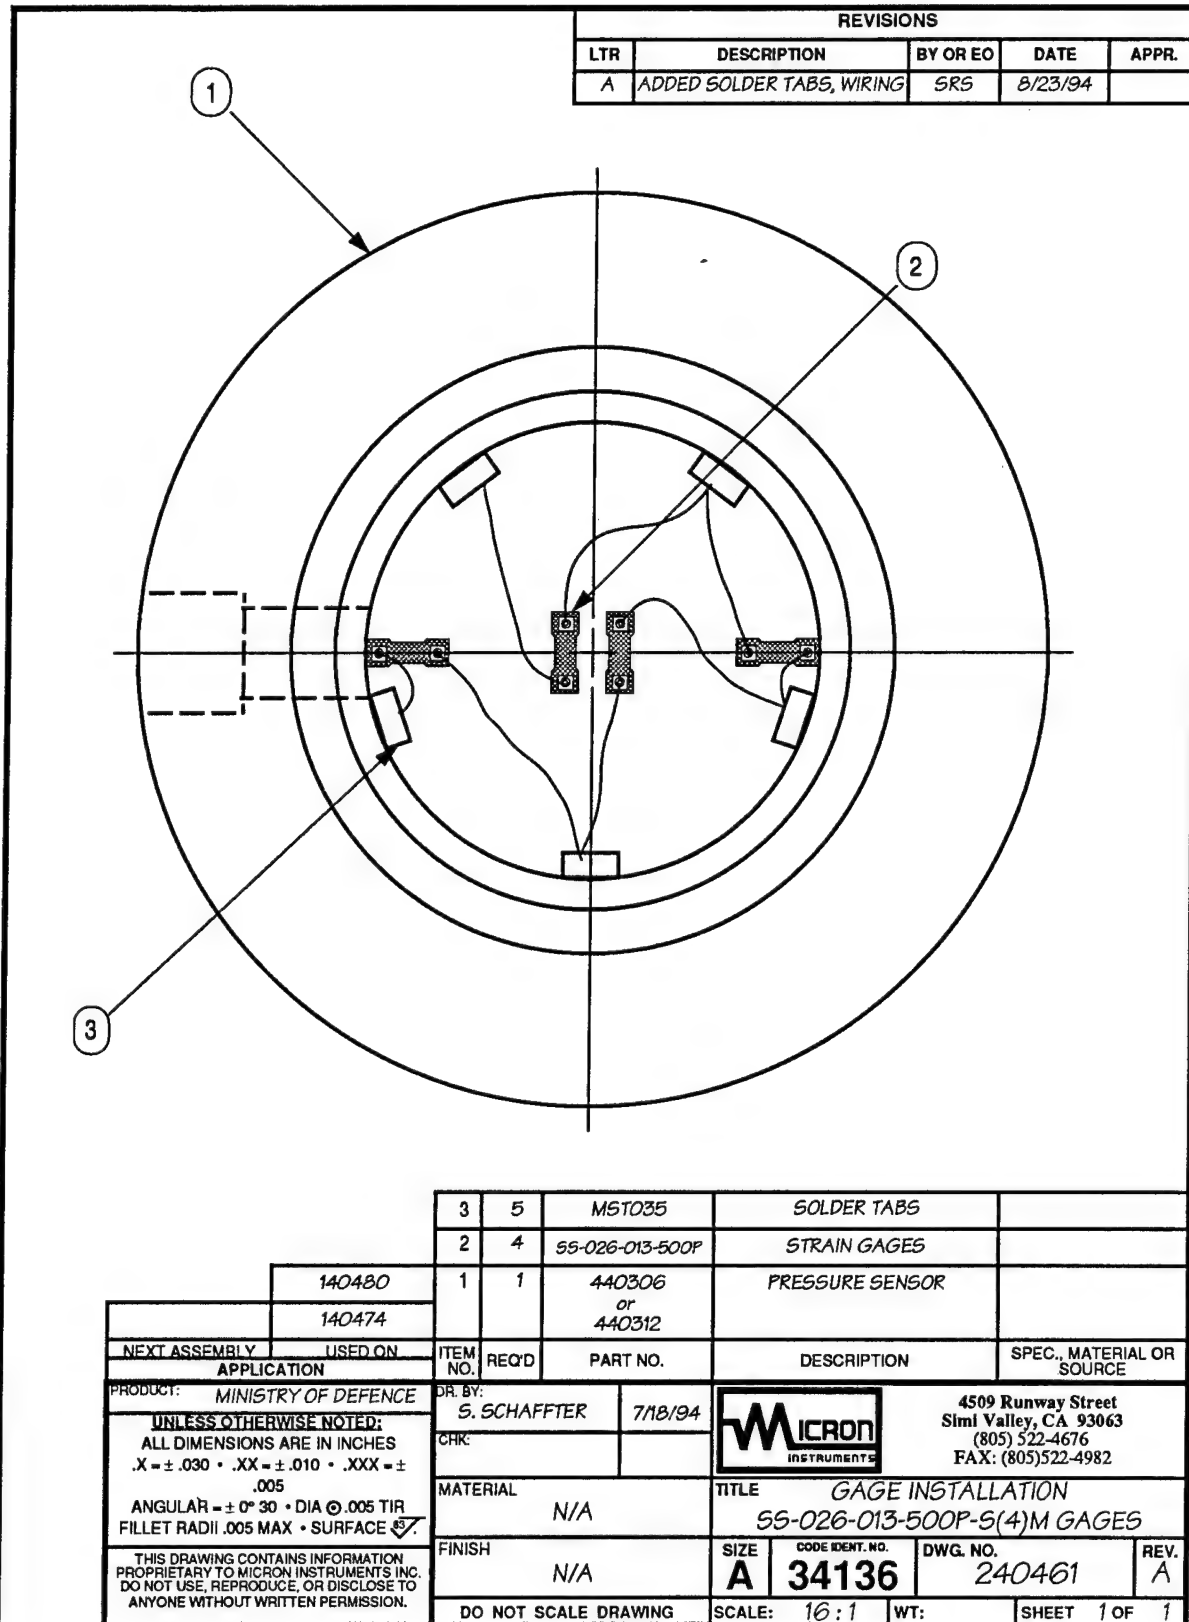 REVISIONS
LTR DESCRIPTION BY OR EO DATE APPR.
A ADDED SOLDER TABS, WIRING SRS 8/23/94
1
2
3
3 5 MST035 SOLDER TABS
2 4 SS-026-013-500P STRAIN GAGES
140480 1 1 440306 PRESSURE SENSOR
or
140474 440312
NEXT ASSEMBLY USED ON
APPLICATION
ITEM NO. REQ'D PART NO. DESCRIPTION SPEC., MATERIAL OR SOURCE
PRODUCT: MINISTRY OF DEFENCE
UNLESS OTHERWISE NOTED:
ALL DIMENSIONS ARE IN INCHES
.X = ± .030 • .XX = ± .010 • .XXX = ±
.005
ANGULAR = ± 0° 30 • DIA ◎ .005 TIR
FILLET RADII .005 MAX • SURFACE 63
THIS DRAWING CONTAINS INFORMATION
PROPRIETARY TO MICRON INSTRUMENTS INC.
DO NOT USE, REPRODUCE, OR DISCLOSE TO
ANYONE WITHOUT WRITTEN PERMISSION.
DR. BY:
S. SCHAFFTER 7/18/94
CHK:
MATERIAL
N/A
FINISH
N/A
DO NOT SCALE DRAWING
MICRON
INSTRUMENTS
4509 Runway Street
Simi Valley, CA 93063
(805) 522-4676
FAX: (805)522-4982
TITLE GAGE INSTALLATION
SS-026-013-500P-S(4)M GAGES
SIZE CODE IDENT. NO. DWG. NO. REV.
A 34136 240461 A
SCALE: 16:1 WT: SHEET 1 OF 1